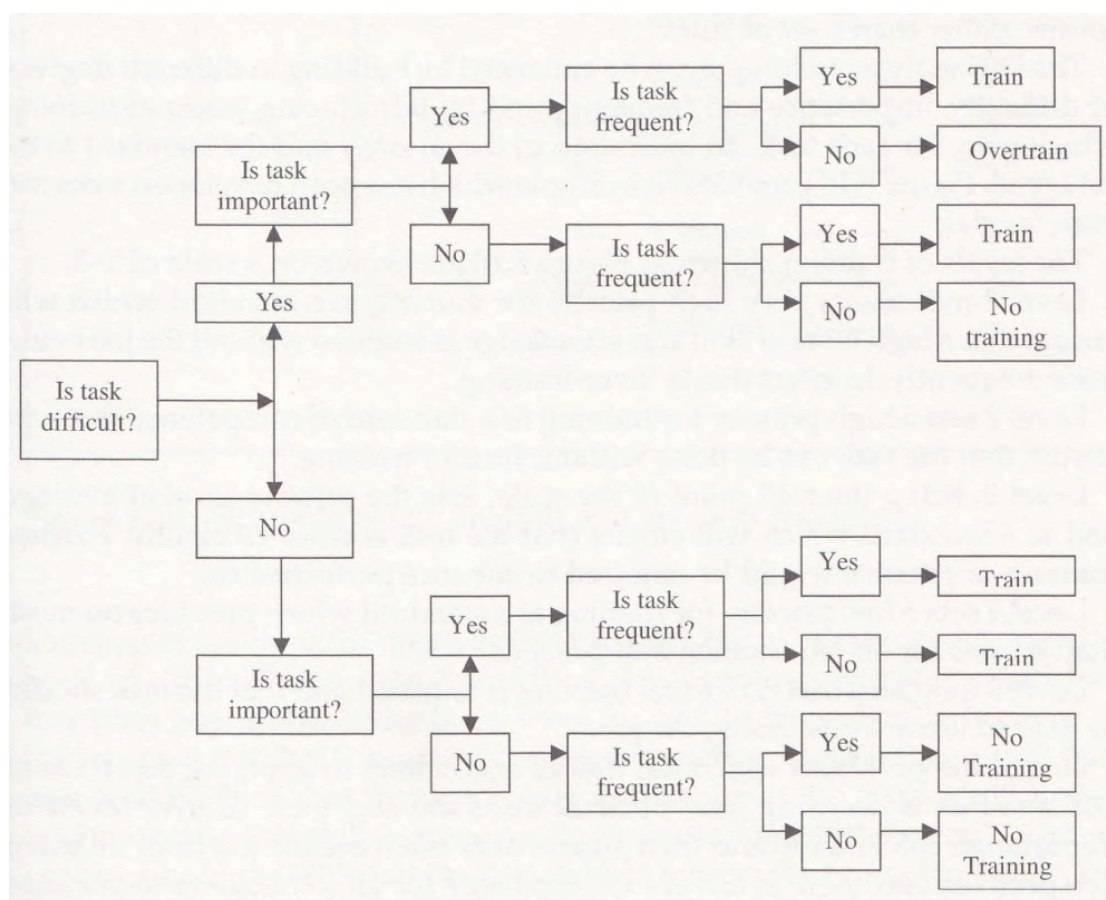 Yes
Is task
frequent?
Yes
Train
No
Overtrain
Is task
important?
No
Is task
frequent?
Yes
Train
No
No
training
Yes
Is task
difficult?
No
Is task
important?
Yes
Is task
frequent?
Yes
Train
No
Train
No
Is task
frequent?
Yes
No
Training
No
No
Training